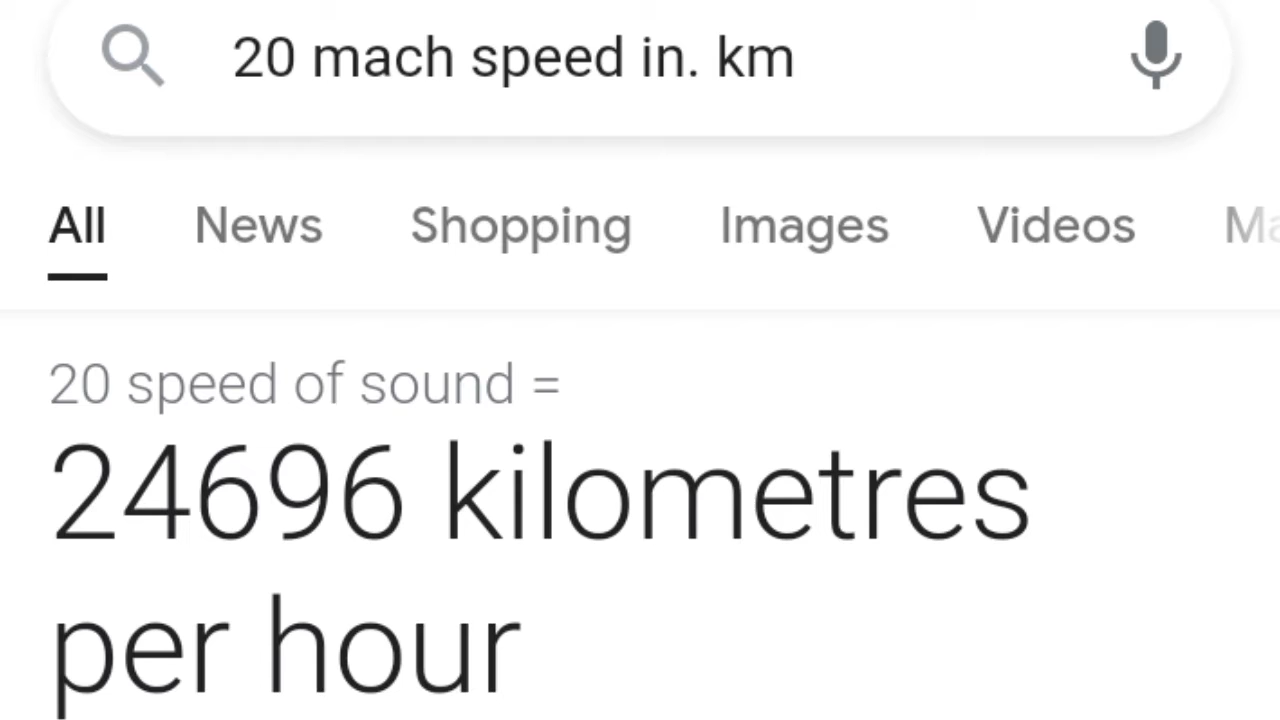 20 mach speed in. km
All News Shopping Images Videos
20 speed of sound =
24696 kilometres
per hour